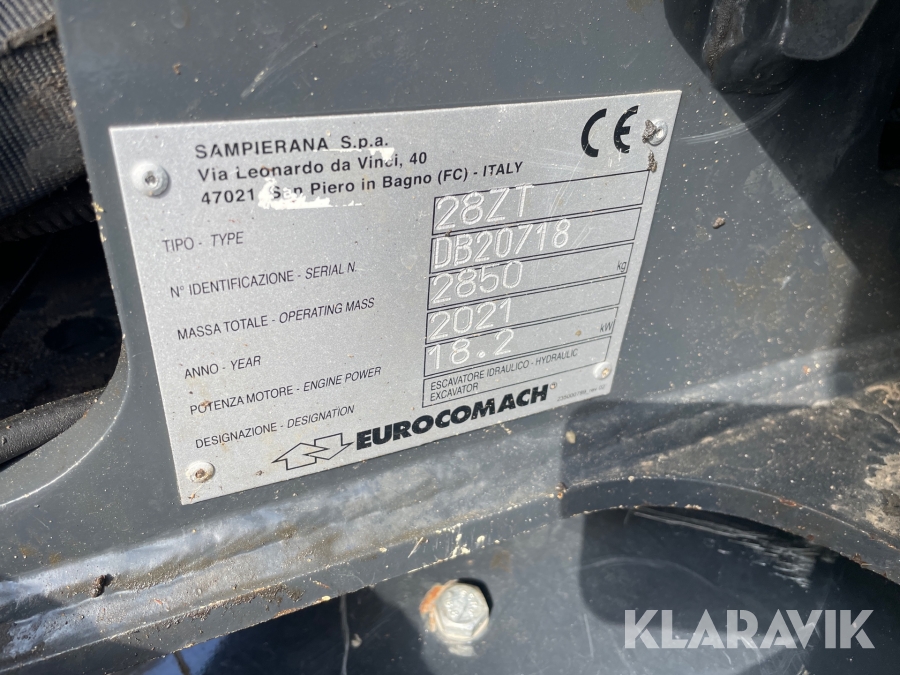 SAMPIERANA S.p.a.
Via Leonardo da Vinci, 40
47021 San Piero in Bagno (FC) - ITALY
CE
TIPO - TYPE 28ZT
N° IDENTIFICAZIONE - SERIAL N. DB20718
MASSA TOTALE - OPERATING MASS 2850 kg
ANNO - YEAR 2021
POTENZA MOTORE - ENGINE POWER 18.2 kW
DESIGNAZIONE - DESIGNATION ESCAVATORE IDRAULICO - HYDRAULIC
EXCAVATOR
EUROCOMACH
KLARAVIK